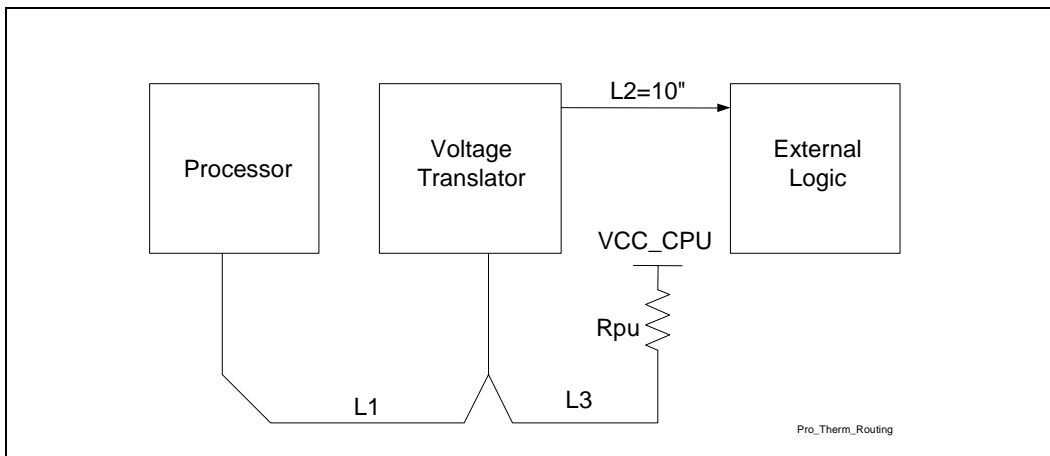 L2=10"
Processor
Voltage
Translator
External
Logic
VCC_CPU
Rpu
L1
L3
Pro_Therm_Routing